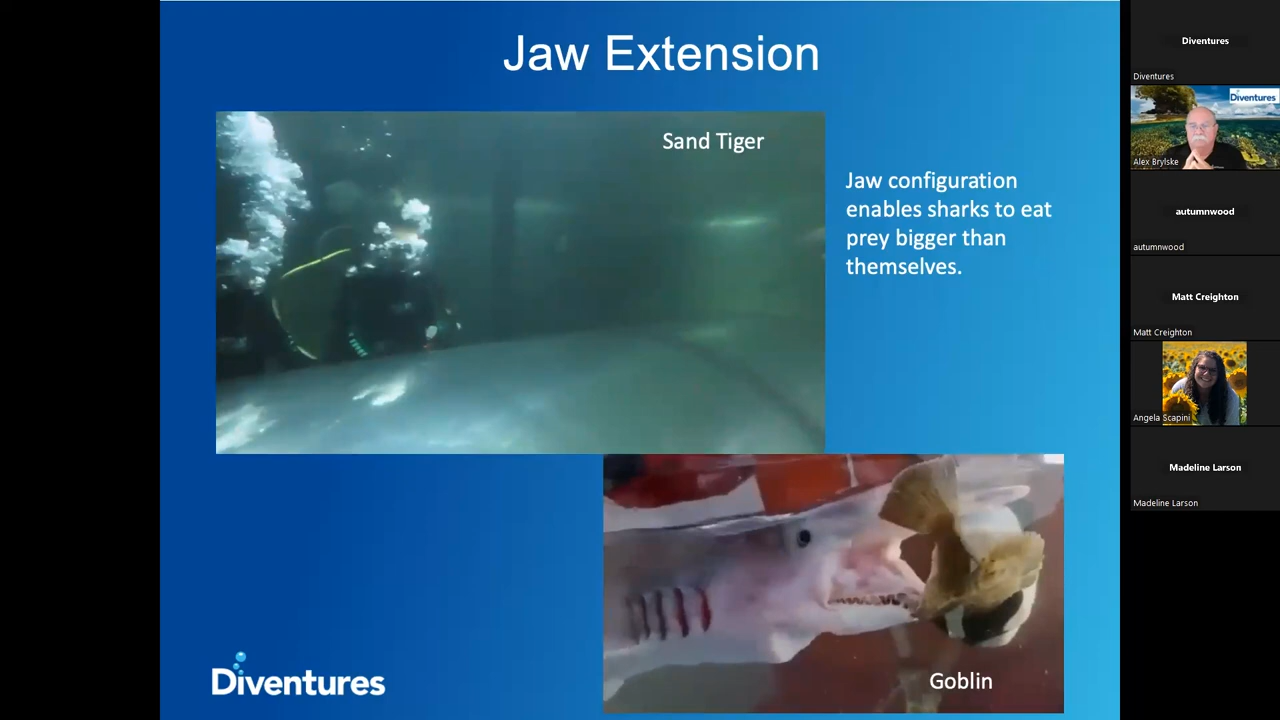 Jaw Extension
Sand Tiger
Jaw configuration
enables sharks to eat
prey bigger than
themselves.
Goblin
Diventures
Diventures
Diventures
Diventures
Alex Brylske
autumnwood
autumnwood
Matt Creighton
Matt Creighton
Angela Scapini
Madeline Larson
Madeline Larson